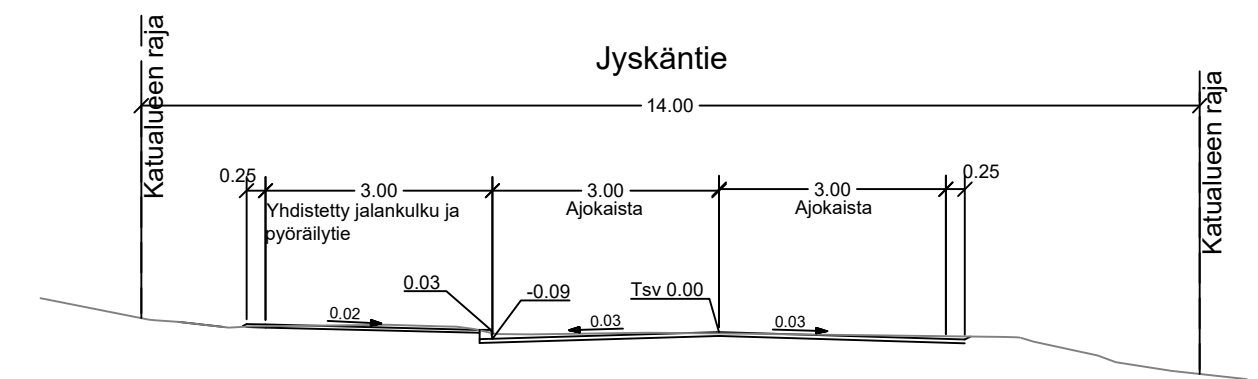 Jyskäntie
Katualueen raja
14.00
Katualueen raja
0.25
3.00
3.00
3.00
0.25
Yhdistetty jalankulku ja
pyöräilytie
Ajokaista
Ajokaista
0.03
-0.09
Tsv 0.00
0.02
0.03
0.03